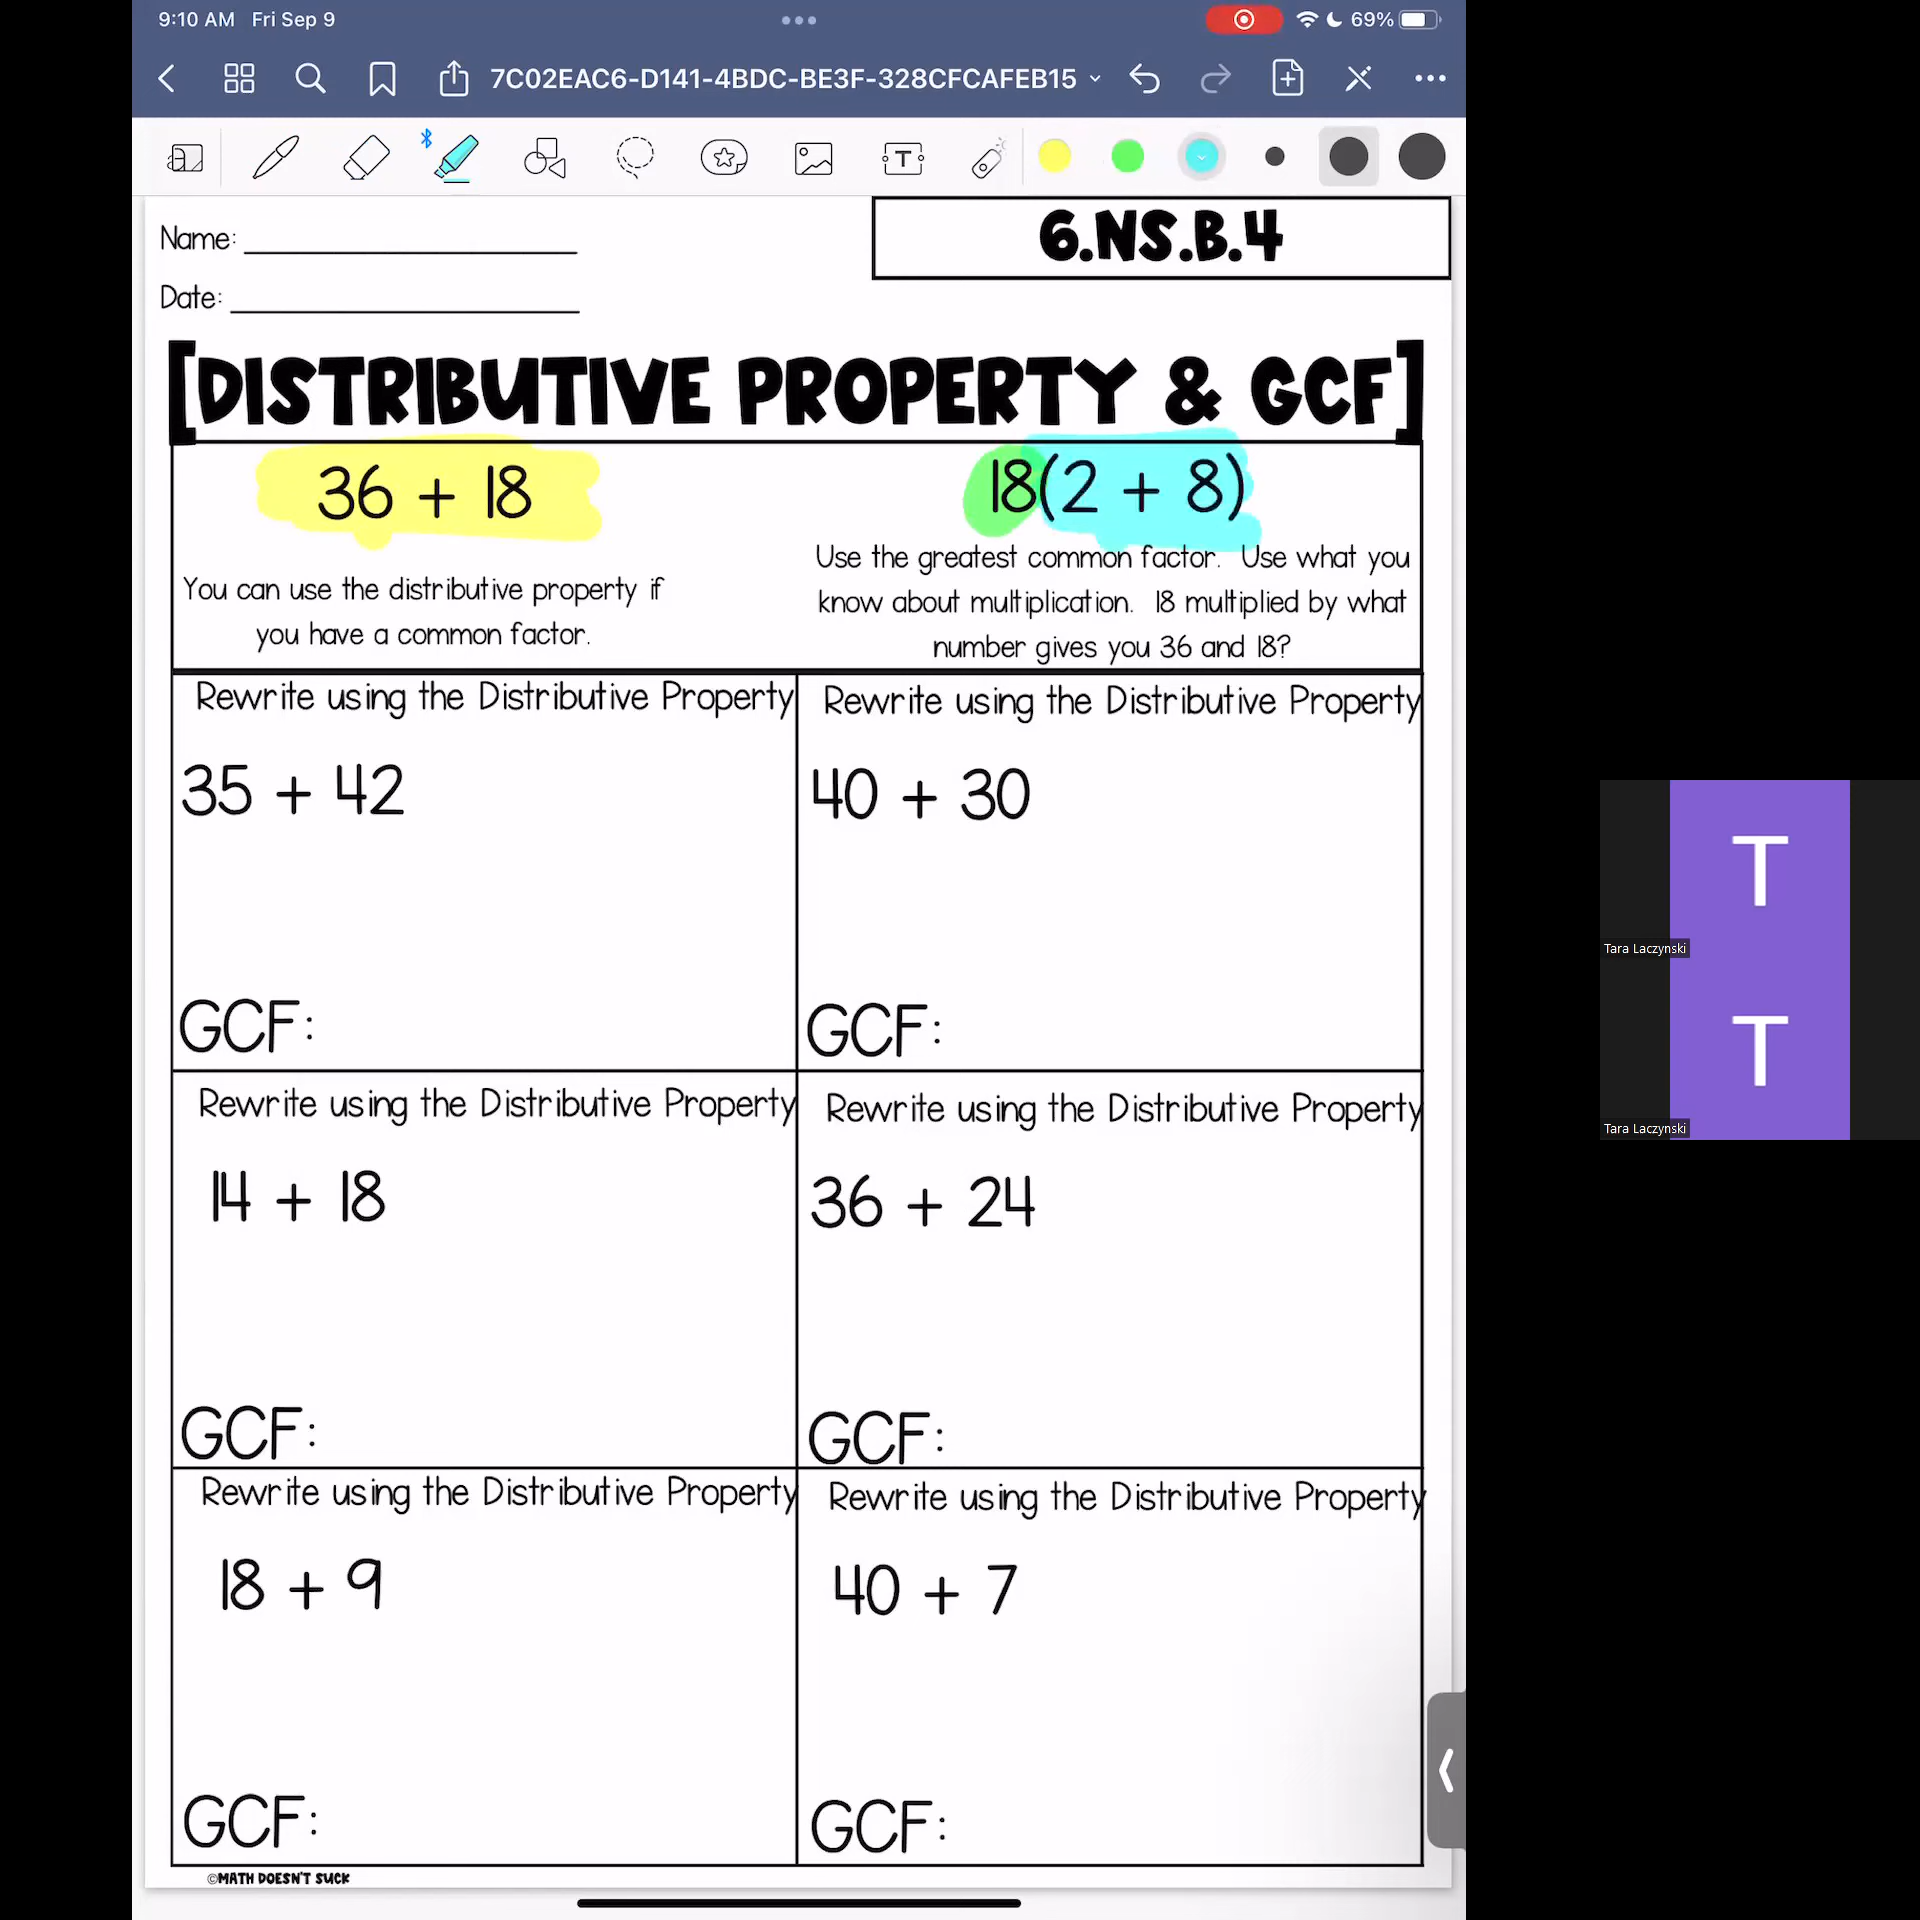 9:10 AM Fri Sep 9
69%
7C02EAC6-D141-4BDC-BE3F-328CFCAFEB15
Name:
6.NS.B.4
Date:
[DISTRIBUTIVE PROPERTY & GCF]
36 + 18
You can use the distributive property if
you have a common factor.
18(2 + 8)
Use the greatest common factor. Use what you
know about multiplication. 18 multiplied by what
number gives you 36 and 18?
Rewrite using the Distributive Property
35 + 42
GCF:
Rewrite using the Distributive Property
40 + 30
GCF:
Rewrite using the Distributive Property
14 + 18
GCF:
Rewrite using the Distributive Property
36 + 24
GCF:
Rewrite using the Distributive Property
18 + 9
GCF:
Rewrite using the Distributive Property
40 + 7
GCF:
©MATH DOESN'T SUCK
T
Tara Laczynski
T
Tara Laczynski